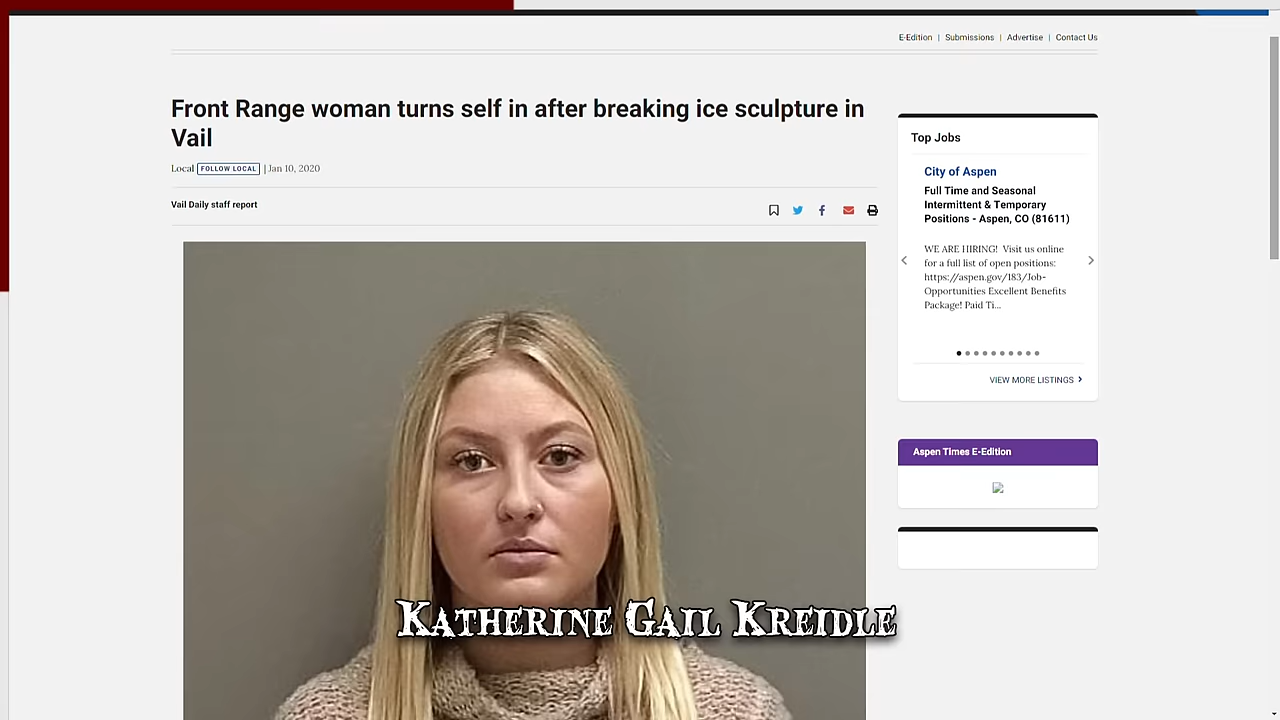 E-Edition | Submissions | Advertise | Contact Us
Front Range woman turns self in after breaking ice sculpture in
Vail
Local FOLLOW LOCAL | Jan 10, 2020
Vail Daily staff report
Top Jobs
City of Aspen
Full Time and Seasonal
Intermittent & Temporary
Positions - Aspen, CO (81611)
WE ARE HIRING! Visit us online
for a full list of open positions:
https://aspen.gov/183/Job-
Opportunities Excellent Benefits
Package! Paid Ti...
VIEW MORE LISTINGS
Aspen Times E-Edition
Katherine Gail Kreidle